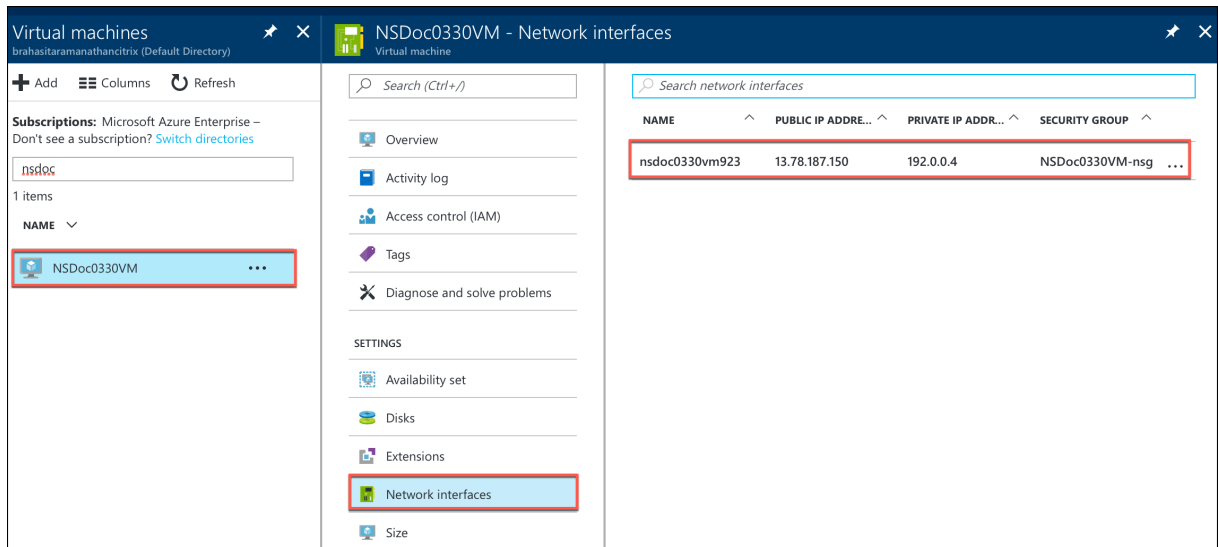 Virtual machines
brahasitaramanathancitrix (Default Directory)
Add Columns Refresh
Subscriptions: Microsoft Azure Enterprise –
Don't see a subscription? Switch directories
nsdoc
1 items
NAME
NSDoc0330VM
NSDoc0330VM - Network interfaces
Virtual machine
Search (Ctrl+/)
Overview
Activity log
Access control (IAM)
Tags
Diagnose and solve problems
SETTINGS
Availability set
Disks
Extensions
Network interfaces
Size
Search network interfaces
NAME PUBLIC IP ADDRE... PRIVATE IP ADDR... SECURITY GROUP
nsdoc0330vm923 13.78.187.150 192.0.0.4 NSDoc0330VM-nsg ...